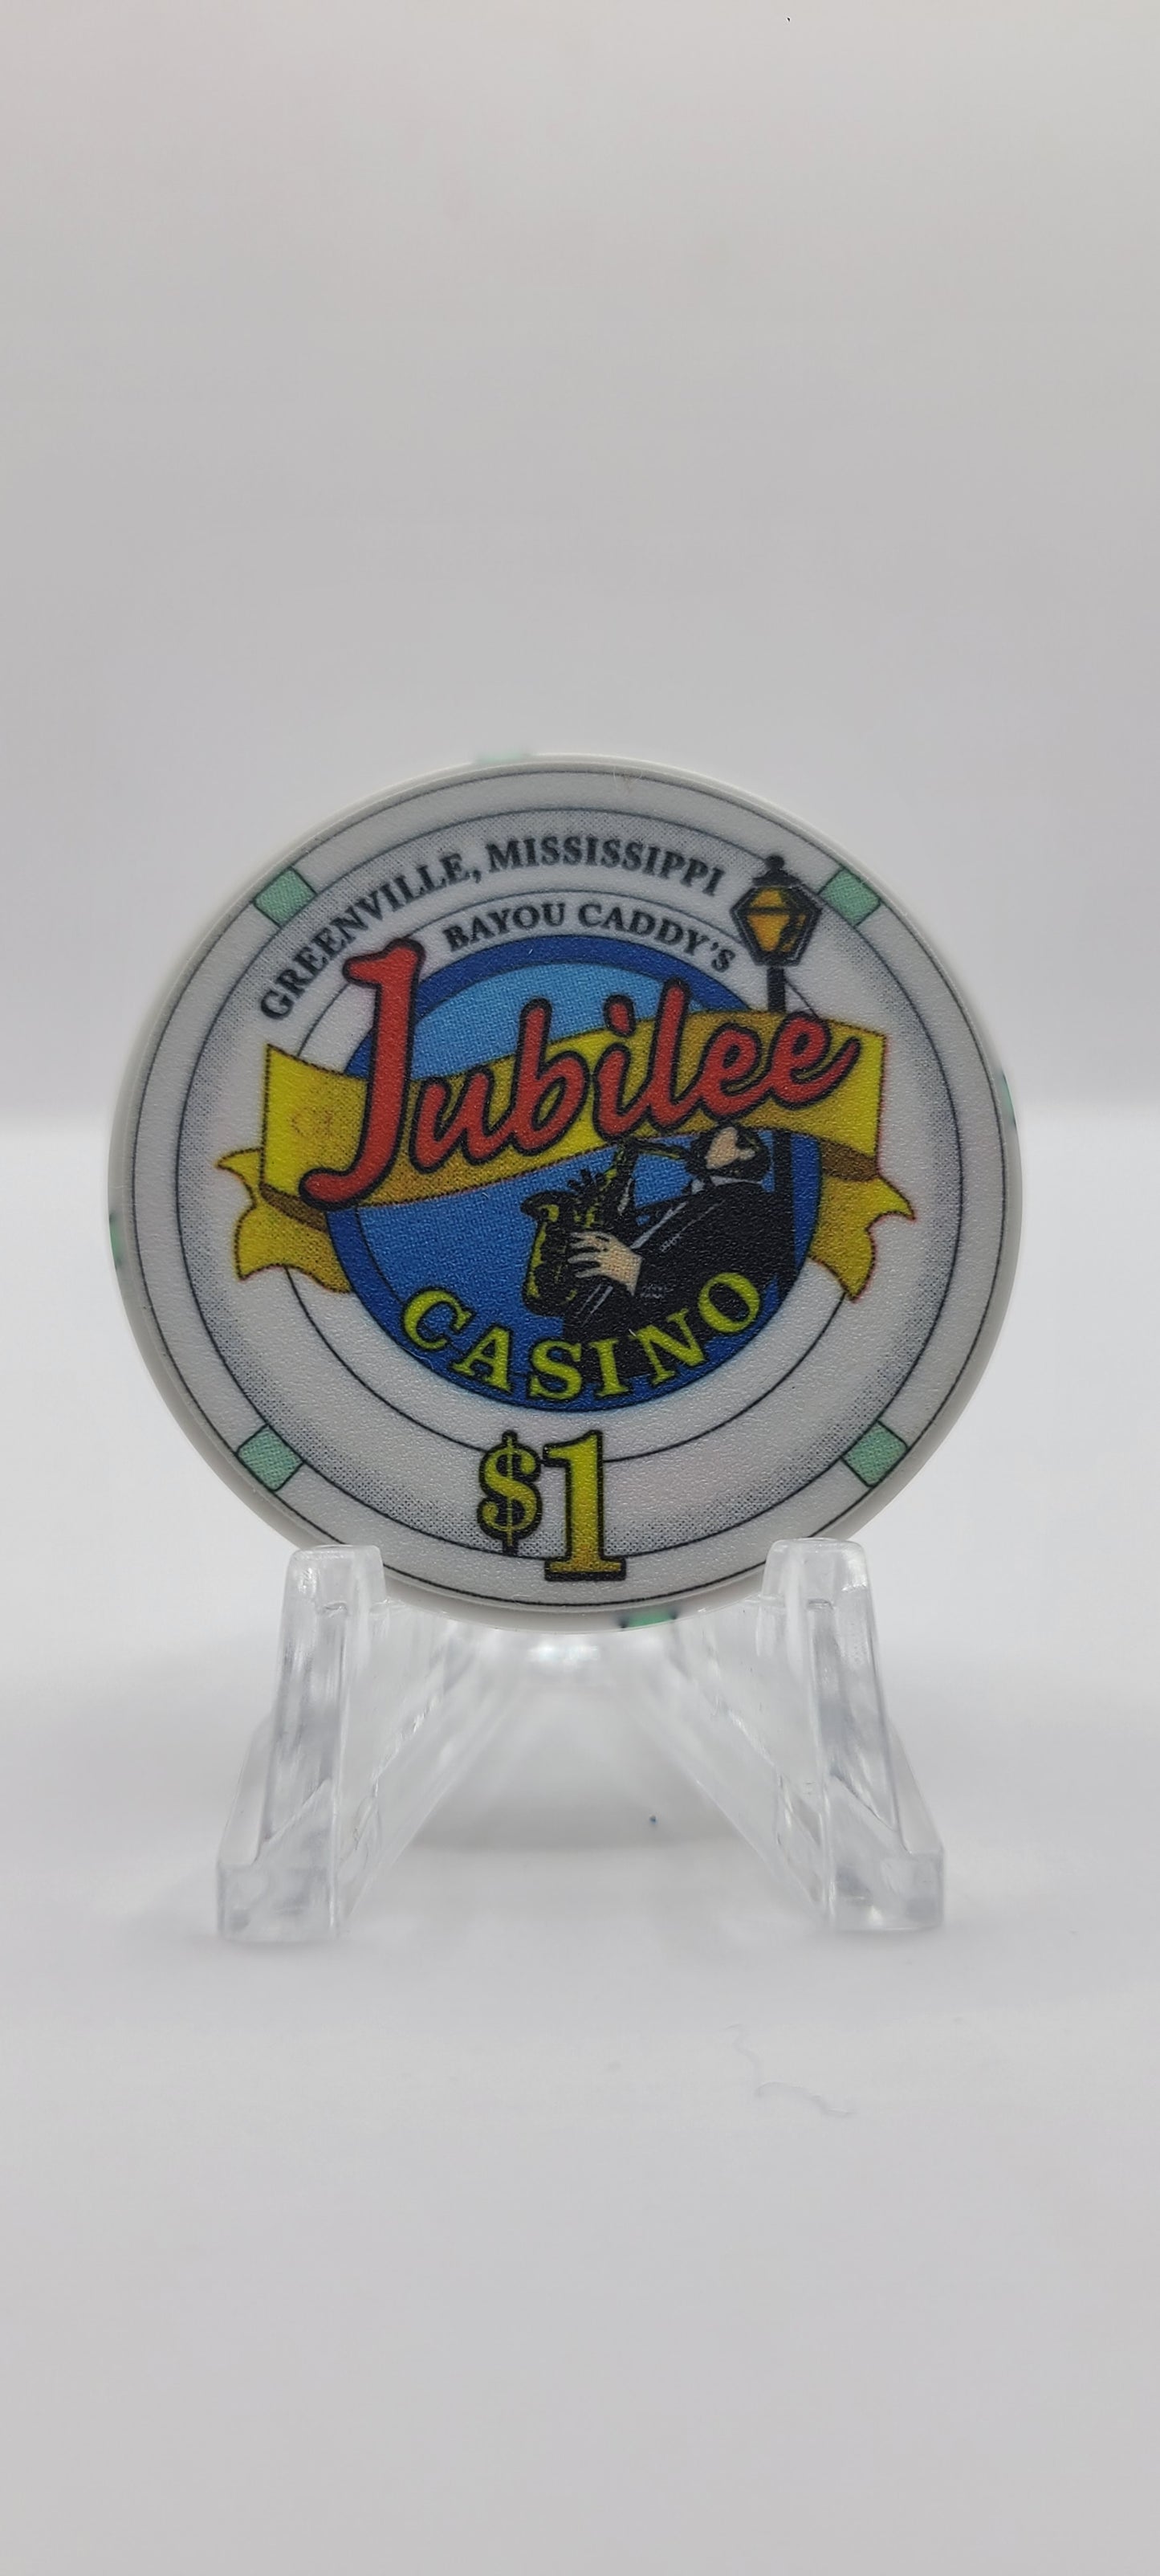 GREENVILLE, MISSISSIPPI
BAYOU CADDY'S
Jubilee
CASINO
$1